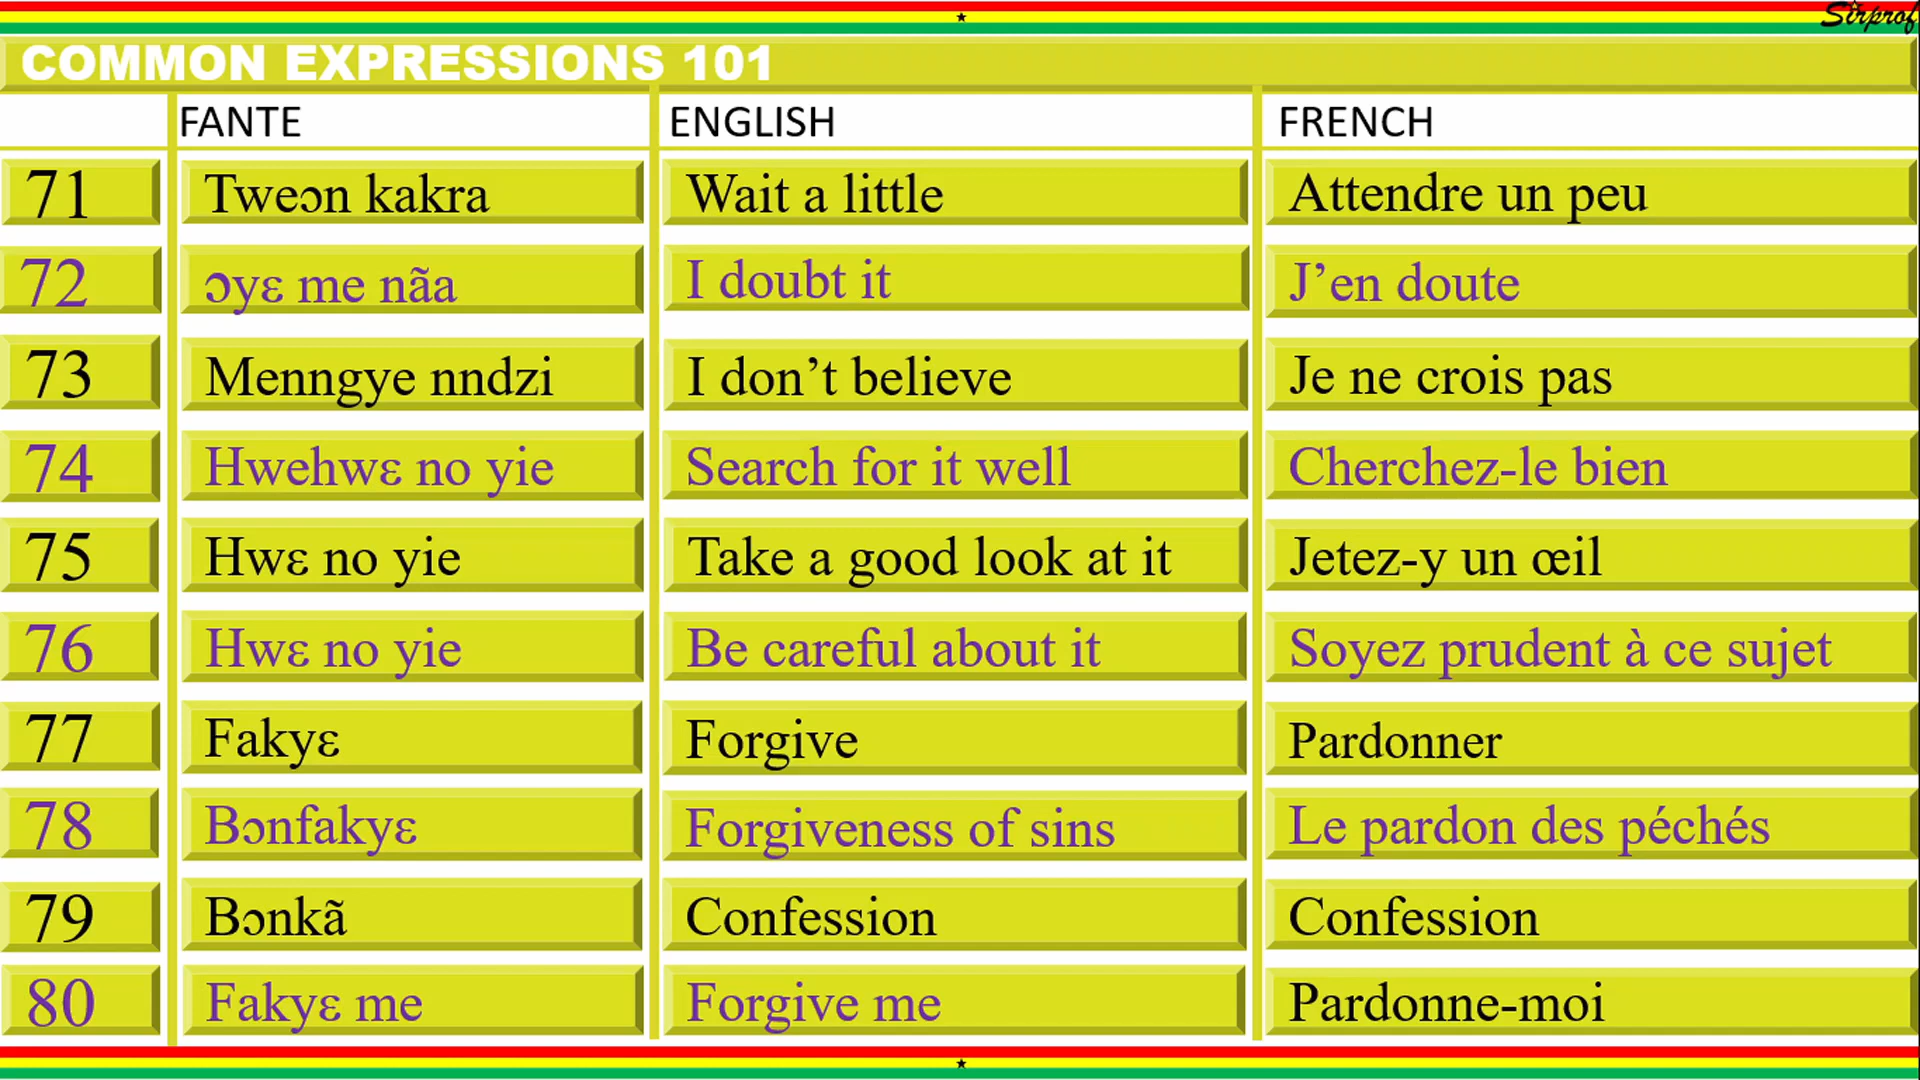 Sirprof
COMMON EXPRESSIONS 101
FANTE ENGLISH FRENCH
71 Tweɔn kakra Wait a little Attendre un peu
72 ɔyɛ me nãa I doubt it J’en doute
73 Menngye nndzi I don’t believe Je ne crois pas
74 Hwehwɛ no yie Search for it well Cherchez-le bien
75 Hwɛ no yie Take a good look at it Jetez-y un œil
76 Hwɛ no yie Be careful about it Soyez prudent à ce sujet
77 Fakyɛ Forgive Pardonner
78 Bɔnfakyɛ Forgiveness of sins Le pardon des péchés
79 Bɔnkã Confession Confession
80 Fakyɛ me Forgive me Pardonne-moi